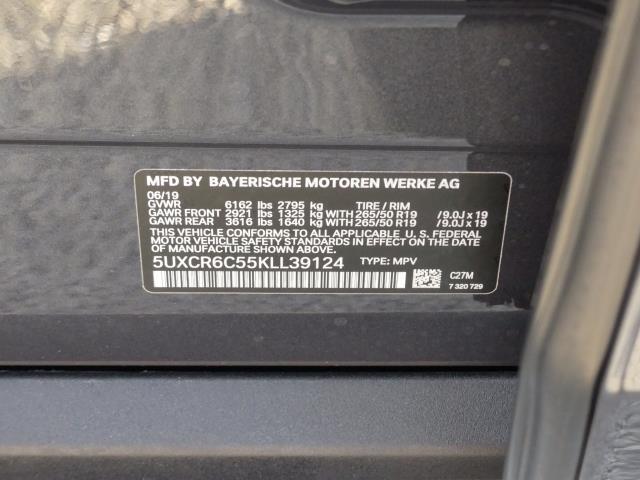 MFD BY BAYERISCHE MOTOREN WERKE AG
06/19
GVWR 6162 lbs 2795 kg TIRE / RIM
GAWR FRONT 2921 lbs 1325 kg WITH 265/50 R19 /9.0J x 19
GAWR REAR 3616 lbs 1640 kg WITH 265/50 R19 /9.0J x 19
THIS VEHICLE CONFORMS TO ALL APPLICABLE U.S. FEDERAL
MOTOR VEHICLE SAFETY STANDARDS IN EFFECT ON THE DATE
OF MANUFACTURE SHOWN ABOVE.
5UXCR6C55KLL39124 TYPE: MPV
C27M
7 320 729